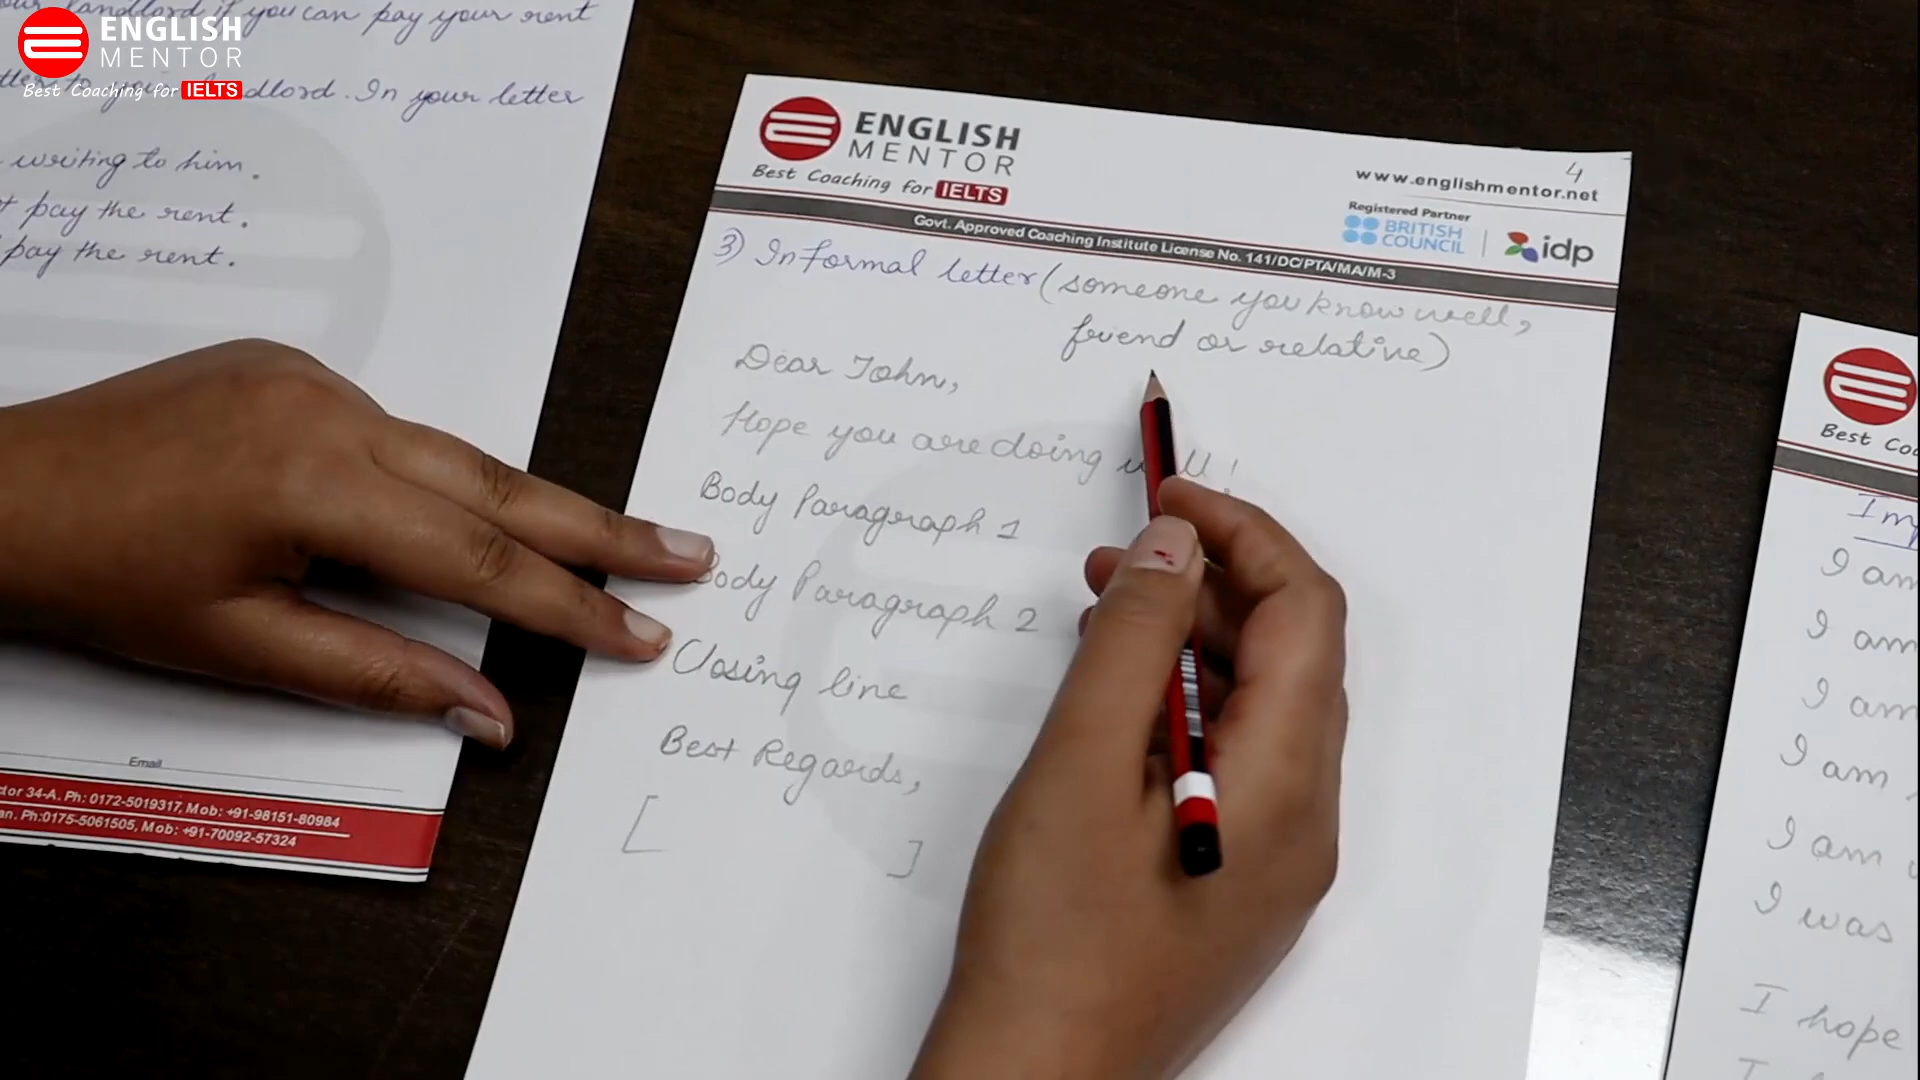 ENGLISH
MENTOR
Best Coaching for IELTS
landlord if you can pay your rent
to your landlord. In your letter
writing to him.
pay the rent.
pay the rent.
Email
34-A. Ph: 0172-5019317, Mob: +91-98151-80984
Ph:0175-5061505, Mob: +91-70092-57324
ENGLISH
MENTOR
Best Coaching for IELTS
4
www.englishmentor.net
Registered Partner
BRITISH
COUNCIL
idp
Govt. Approved Coaching Institute License No. 141/DC/PTA/MA/M-3
3) Informal letter (someone you know well,
friend or relative)
Dear John,
Hope you are doing well!
Body Paragraph 1
Body Paragraph 2
Closing line
Best Regards,
[ ]
Best
I am
I am
I am
I am
I am
I was
I hope